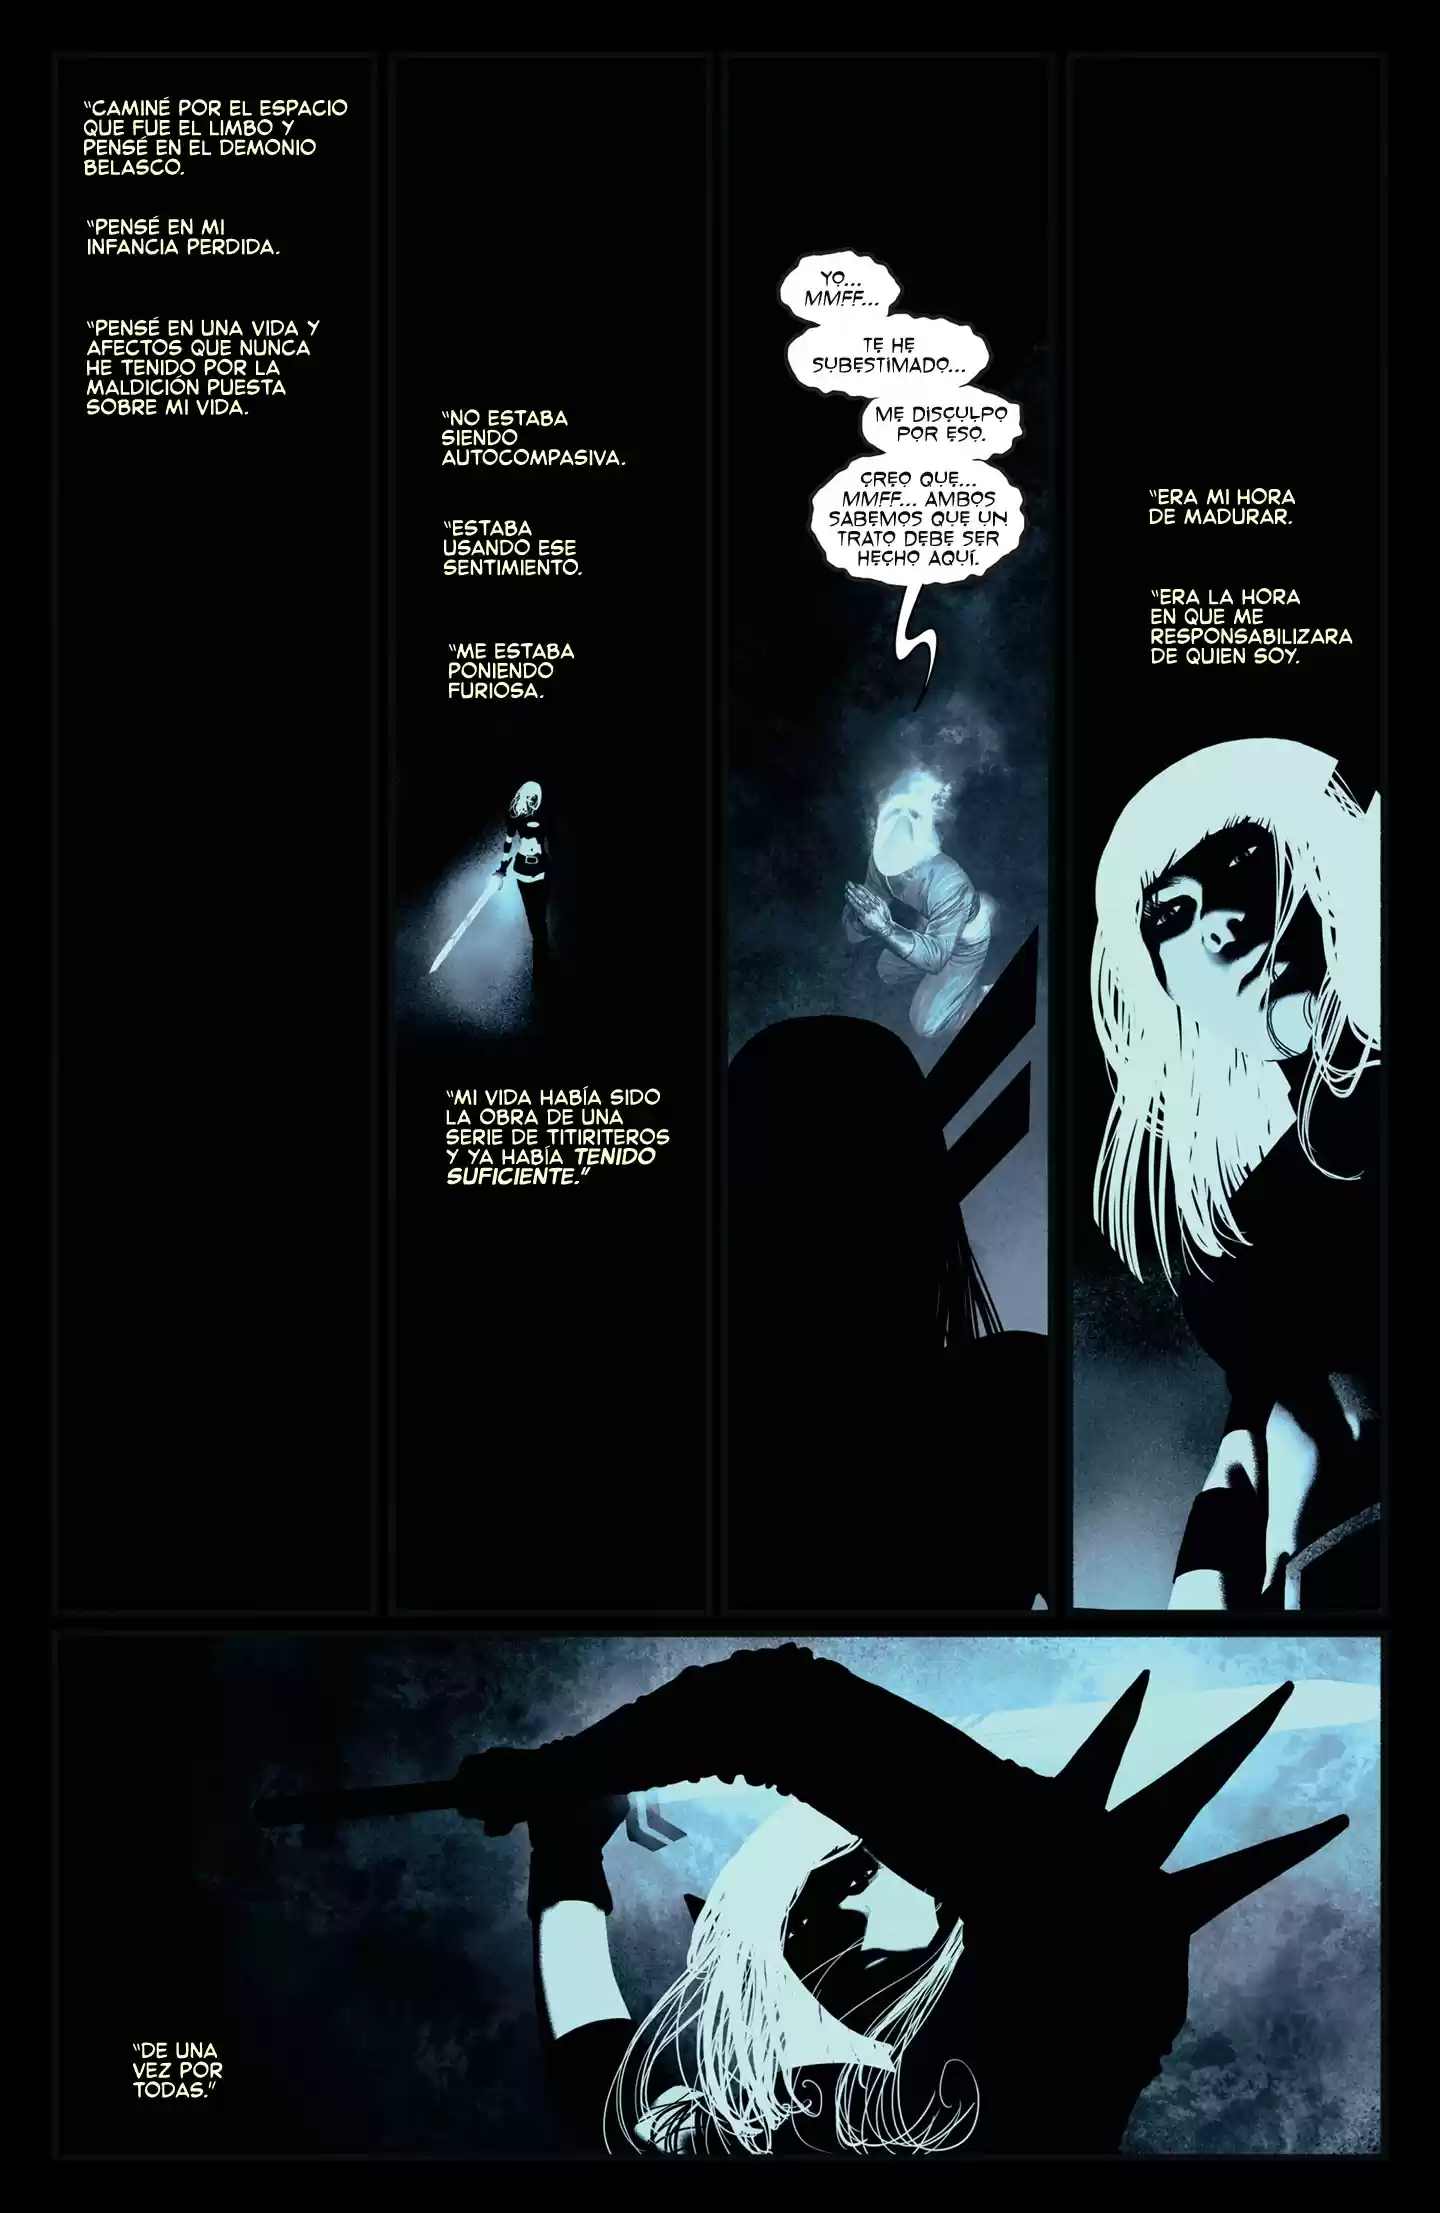 "CAMINÉ POR EL ESPACIO
QUE FUE EL LIMBO Y
PENSÉ EN EL DEMONIO
BELASCO.
"PENSÉ EN MI
INFANCIA PERDIDA.
"PENSÉ EN UNA VIDA Y
AFECTOS QUE NUNCA
HE TENIDO POR LA
MALDICIÓN PUESTA
SOBRE MI VIDA.
"NO ESTABA
SIENDO
AUTOCOMPASIVA.
"ESTABA
USANDO ESE
SENTIMIENTO.
"ME ESTABA
PONIENDO
FURIOSA.
"MI VIDA HABÍA SIDO
LA OBRA DE UNA
SERIE DE TITIRITEROS
Y YA HABÍA TENIDO
SUFICIENTE."
YO...
MMFF...
TE HE
SUBESTIMADO...
ME DISCULPO
POR ESO.
CREO QUE...
MMFF... AMBOS
SABEMOS QUE UN
TRATO DEBE SER
HECHO AQUÍ.
"ERA MI HORA
DE MADURAR.
"ERA LA HORA
EN QUE ME
RESPONSABILIZARA
DE QUIEN SOY.
"DE UNA
VEZ POR
TODAS."